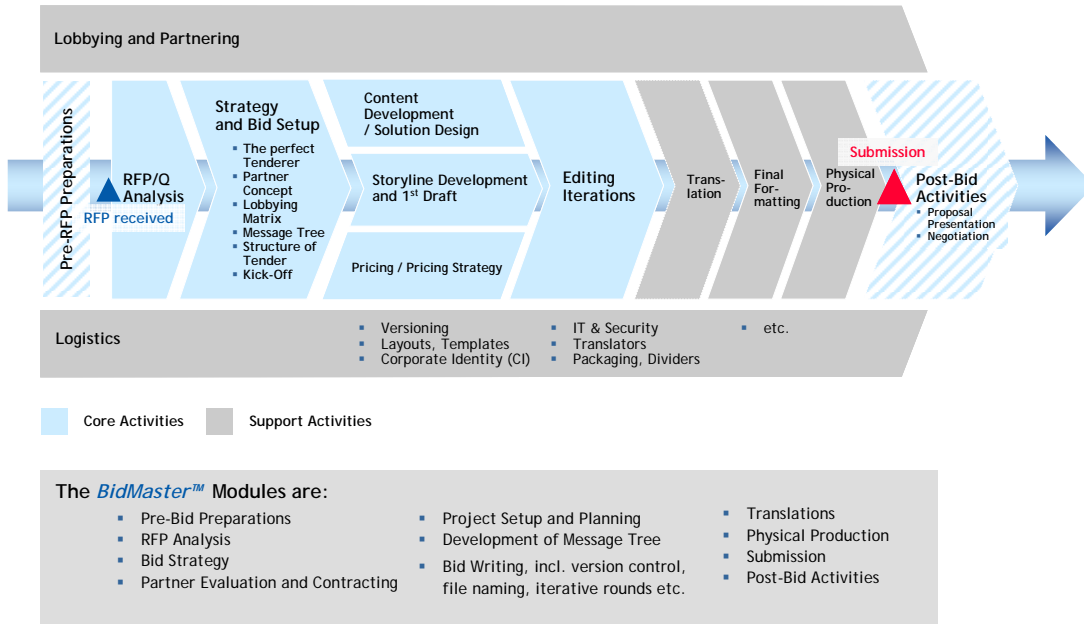 Lobbying and Partnering
Pre-RFP Preparations
RFP/Q
Analysis
RFP received
Strategy
and Bid Setup
▪ The perfect
Tenderer
▪ Partner
Concept
▪ Lobbying
Matrix
▪ Message Tree
▪ Structure of
Tender
▪ Kick-Off
Content
Development
/ Solution Design
Storyline Development
and 1st Draft
Pricing / Pricing Strategy
Editing
Iterations
Trans-
lation
Final
For-
matting
Physical
Pro-
duction
Submission
Post-Bid
Activities
▪ Proposal
Presentation
▪ Negotiation
Logistics
▪ Versioning
▪ Layouts, Templates
▪ Corporate Identity (CI)
▪ IT & Security
▪ Translators
▪ Packaging, Dividers
▪ etc.
Core Activities
Support Activities
The BidMaster™ Modules are:
▪ Pre-Bid Preparations
▪ RFP Analysis
▪ Bid Strategy
▪ Partner Evaluation and Contracting
▪ Project Setup and Planning
▪ Development of Message Tree
▪ Bid Writing, incl. version control,
file naming, iterative rounds etc.
▪ Translations
▪ Physical Production
▪ Submission
▪ Post-Bid Activities